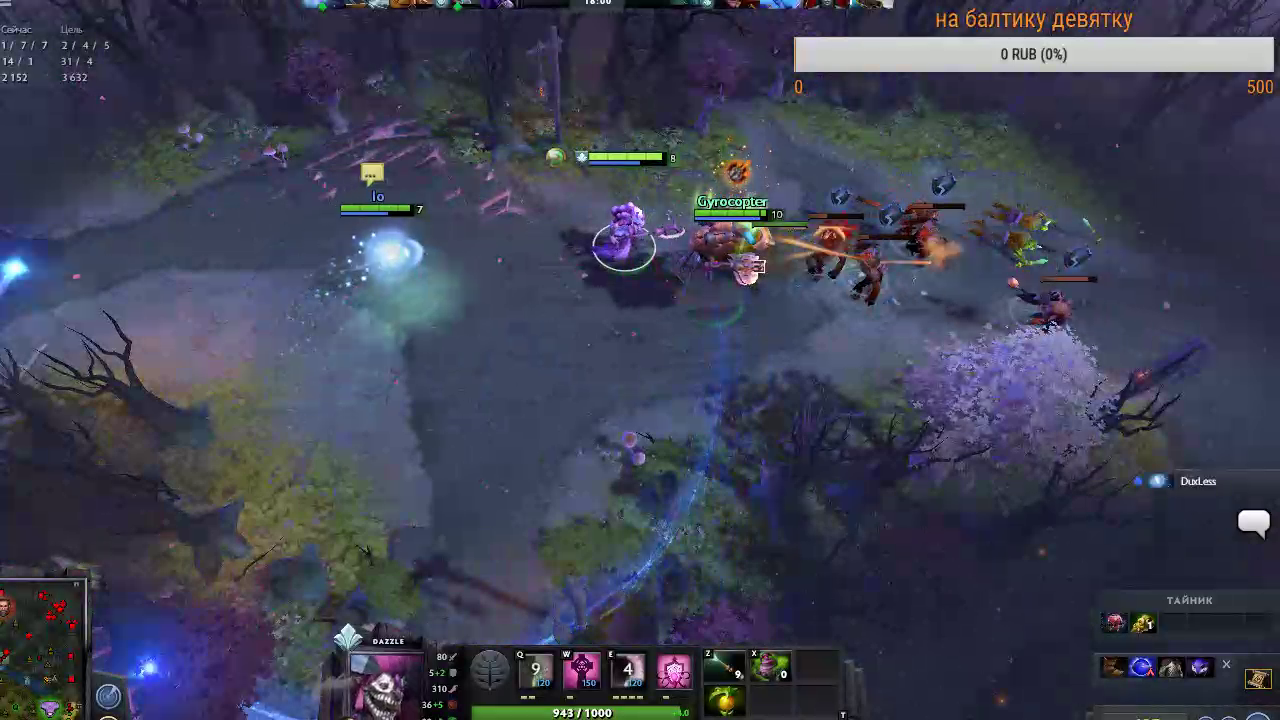 18:00
на балтику девятку
Сейчас Цель
1/ 7/ 7 2/ 4/ 5
14 / 1 31 / 4
2 152 3 632
0 RUB (0%)
0 500
8
Io
7
Gyrocopter
10
DuxLess
ТАЙНИК
1
DAZZLE
80
5+2
310
36+5
Q 9 120
W 150
E 4 120
Z 9
X 0
943 / 1000
T